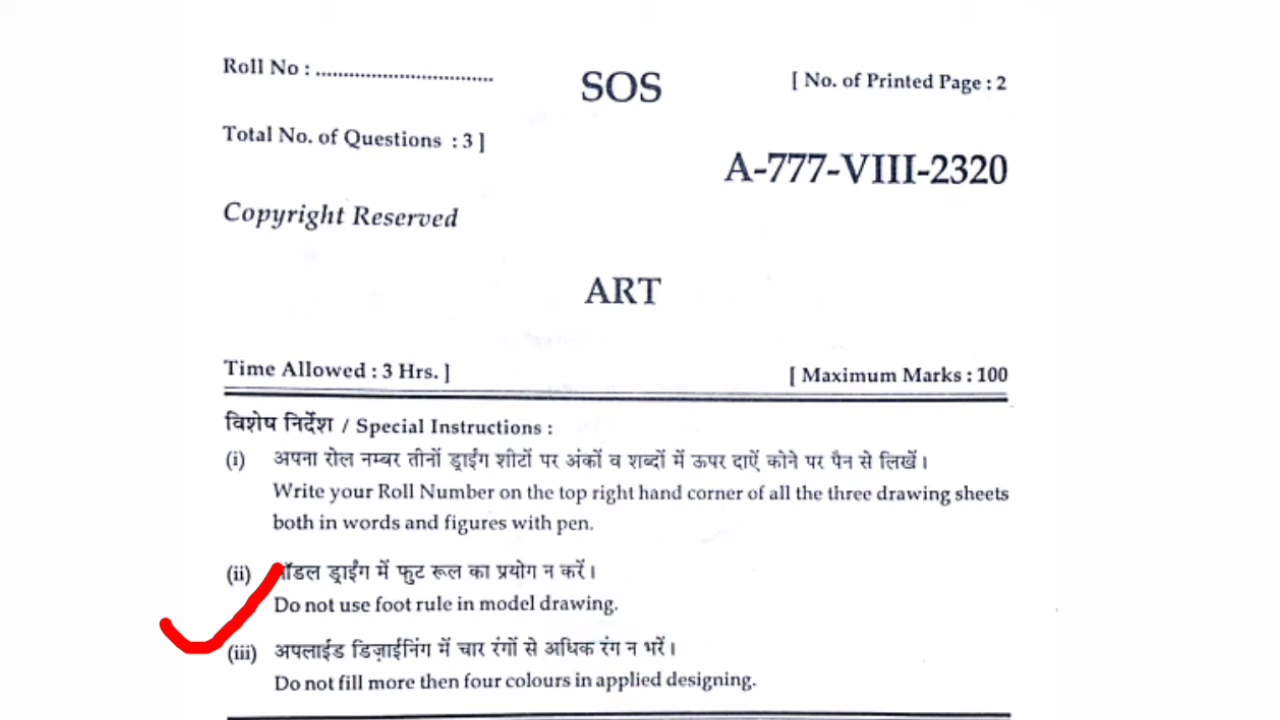 Roll No : ................................
SOS
[ No. of Printed Page : 2
Total No. of Questions : 3 ]
A-777-VIII-2320
Copyright Reserved
ART
Time Allowed : 3 Hrs. ]
[ Maximum Marks : 100
विशेष निर्देश / Special Instructions :
(i) अपना रोल नम्बर तीनों ड्राईंग शीटों पर अंकों व शब्दों में ऊपर दाऐं कोने पर पैन से लिखें।
Write your Roll Number on the top right hand corner of all the three drawing sheets
both in words and figures with pen.
(ii) मॉडल ड्राईंग में फुट रूल का प्रयोग न करें।
Do not use foot rule in model drawing.
(iii) अपलाईड डिज़ाईनिंग में चार रंगों से अधिक रंग न भरें।
Do not fill more then four colours in applied designing.